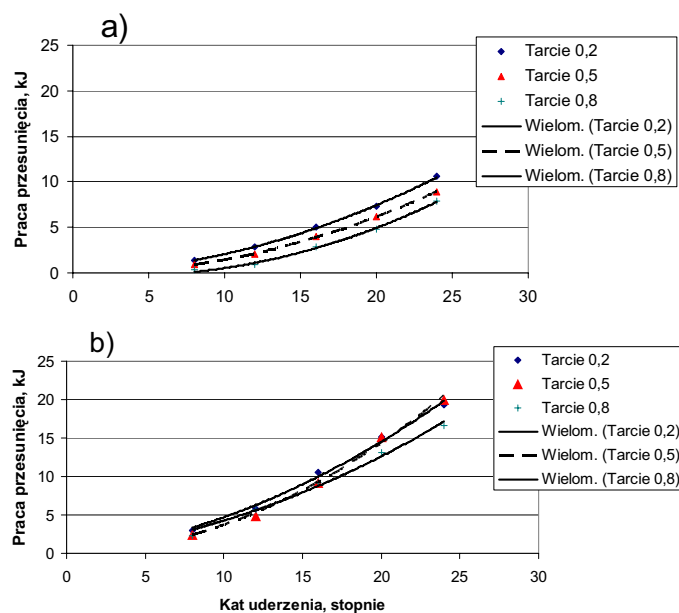 a)
Praca przesunięcia, kJ
25
20
15
10
5
0
0 5 10 15 20 25 30
Tarcie 0,2
Tarcie 0,5
Tarcie 0,8
Wielom. (Tarcie 0,2)
Wielom. (Tarcie 0,5)
Wielom. (Tarcie 0,8)
b)
Praca przesunięcia, kJ
25
20
15
10
5
0
0 5 10 15 20 25 30
Kat uderzenia, stopnie
Tarcie 0,2
Tarcie 0,5
Tarcie 0,8
Wielom. (Tarcie 0,2)
Wielom. (Tarcie 0,5)
Wielom. (Tarcie 0,8)